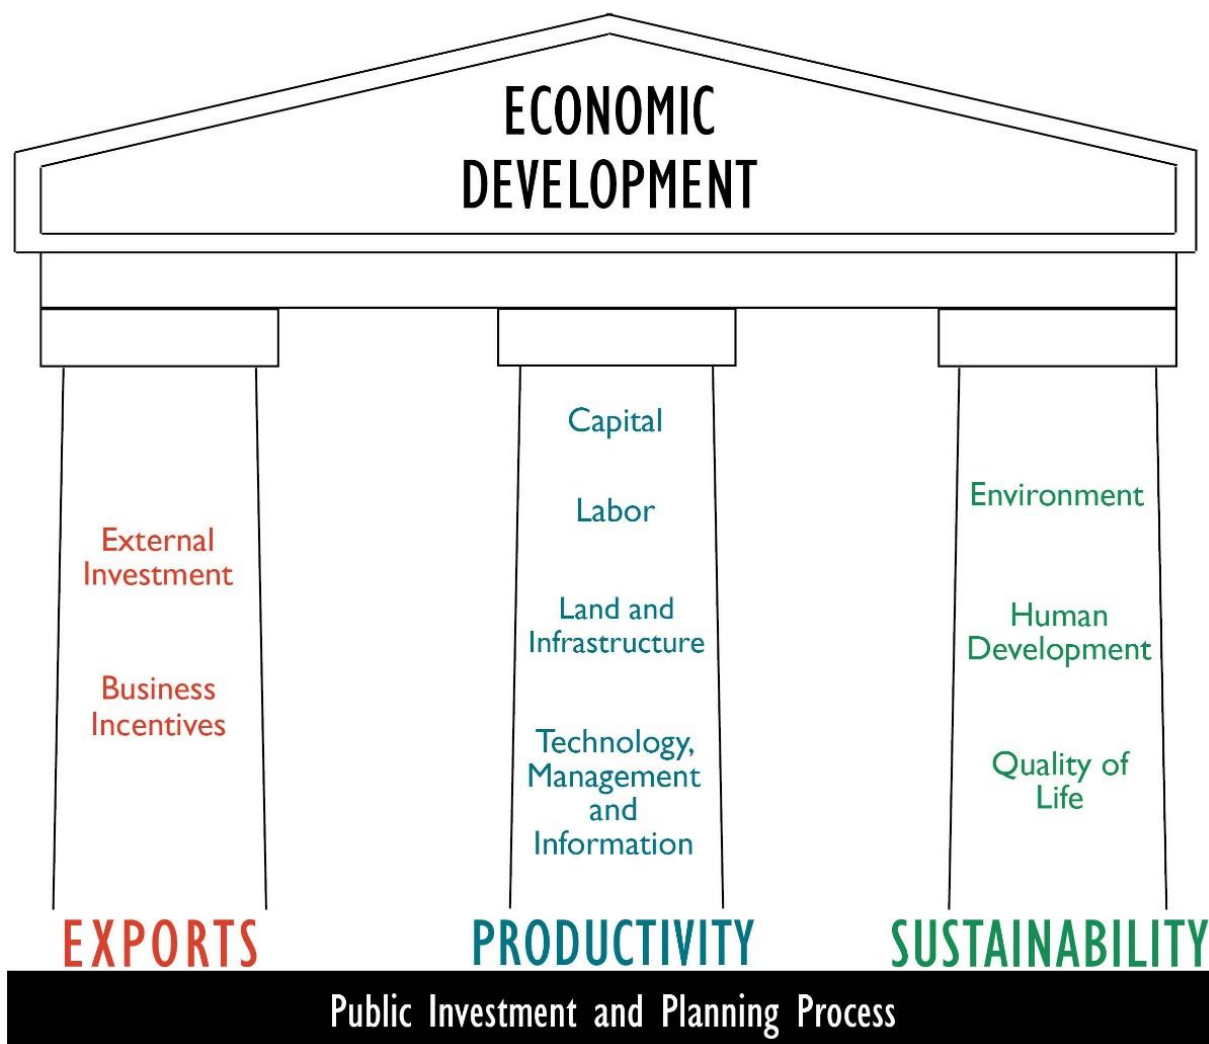 ECONOMIC
DEVELOPMENT
External
Investment
Business
Incentives
EXPORTS
Capital
Labor
Land and
Infrastructure
Technology,
Management
and
Information
PRODUCTIVITY
Environment
Human
Development
Quality of
Life
SUSTAINABILITY
Public Investment and Planning Process